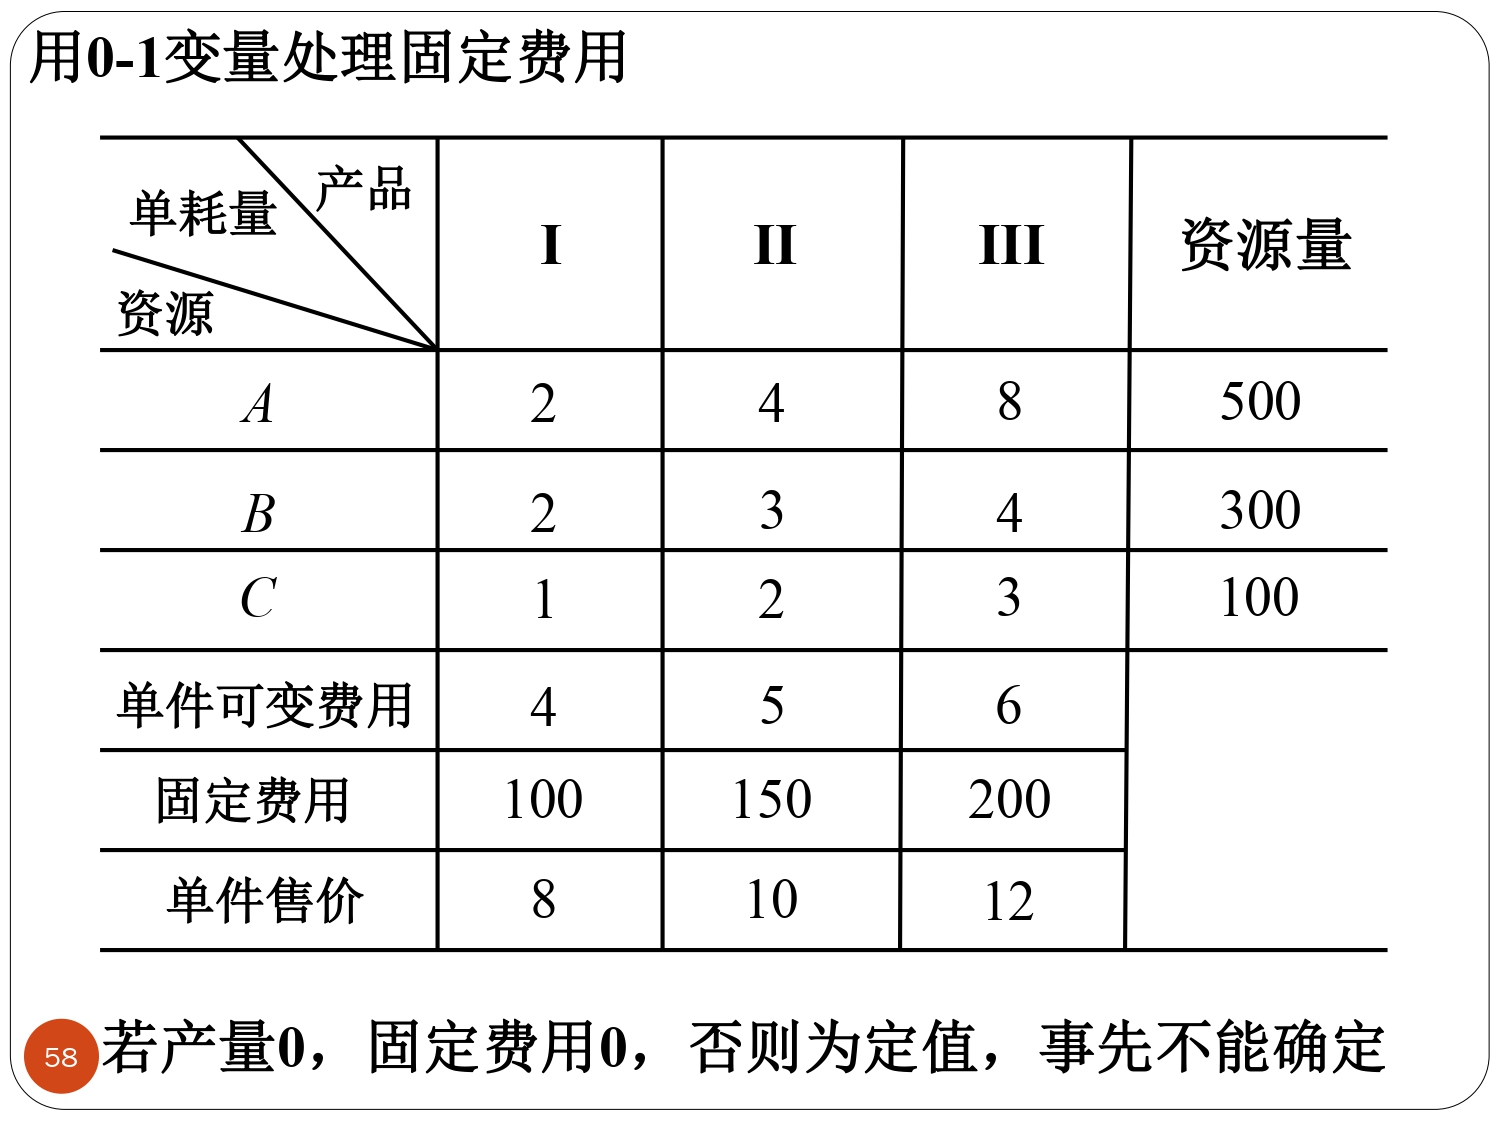 用0-1变量处理固定费用
单耗量 产品 资源 I II III 资源量
A 2 4 8 500
B 2 3 4 300
C 1 2 3 100
单件可变费用 4 5 6
固定费用 100 150 200
单件售价 8 10 12
58 若产量0，固定费用0，否则为定值，事先不能确定